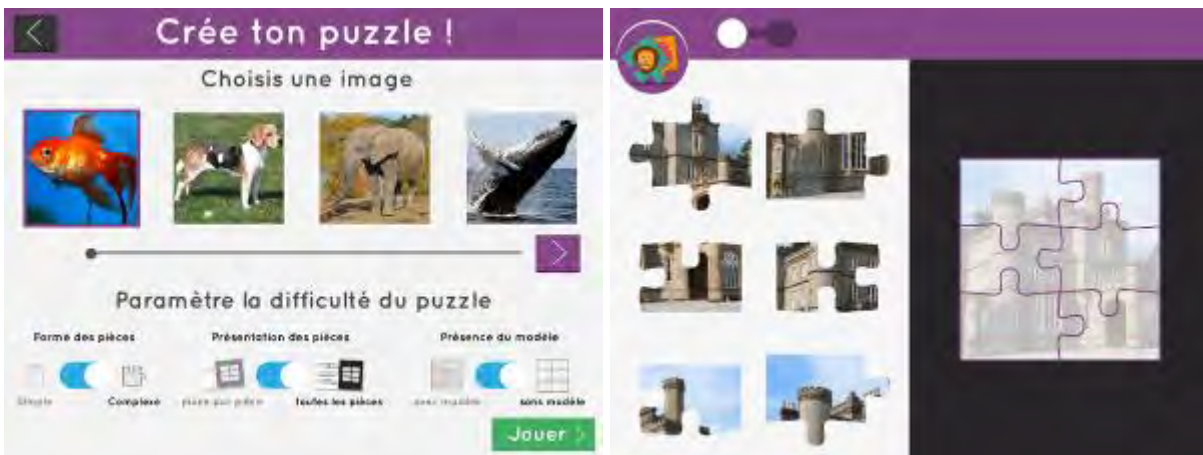 Crée ton puzzle !
Choisis une image
Paramètre la difficulté du puzzle
Forme des pièces Présentation des pièces Présence du modèle
Simple Complexe pièce par pièce toutes les pièces avec modèle sans modèle
Jouer